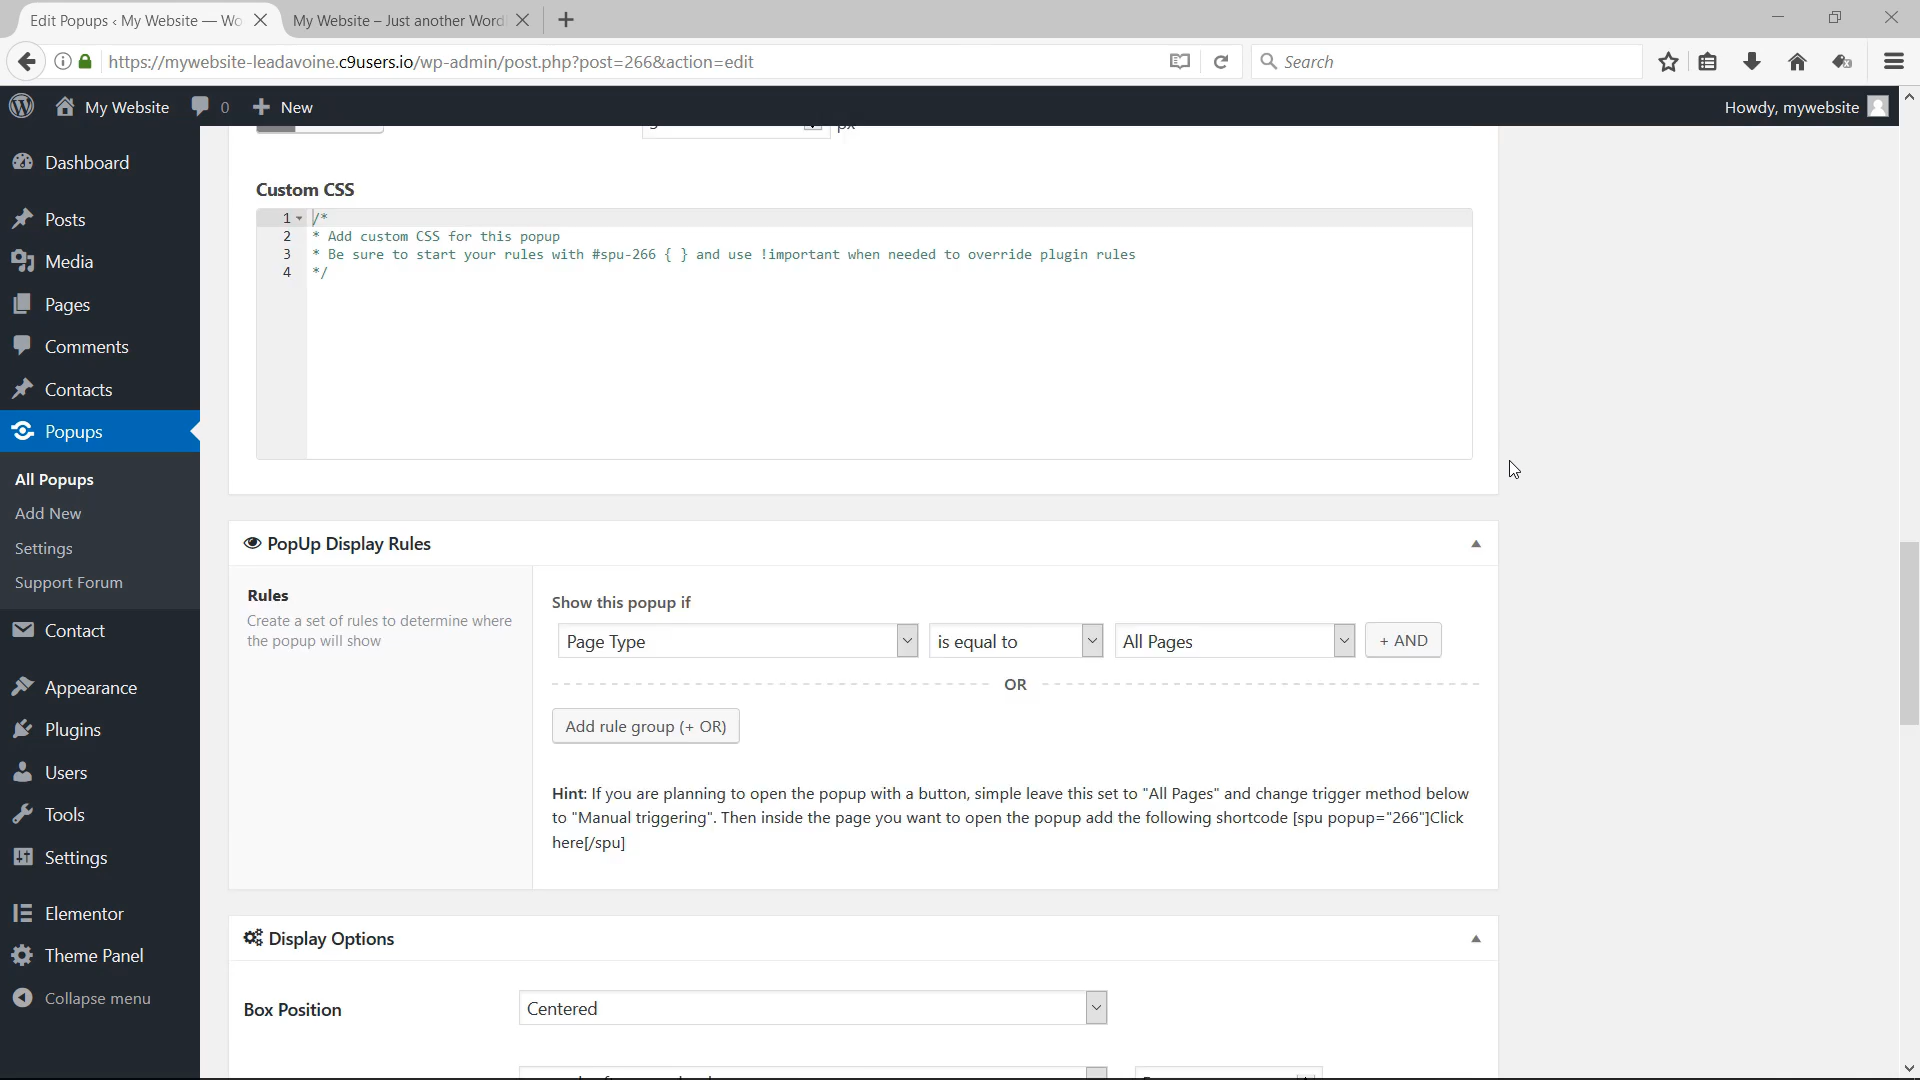 Edit Popups ‹ My Website — Wo
My Website – Just another Word
https://mywebsite-leadavoine.c9users.io/wp-admin/post.php?post=266&action=edit
Search
My Website
0
New
Howdy, mywebsite
Dashboard
Posts
Media
Pages
Comments
Contacts
Popups
All Popups
Add New
Settings
Support Forum
Contact
Appearance
Plugins
Users
Tools
Settings
Elementor
Theme Panel
Collapse menu
px
Custom CSS
1 /*
2 * Add custom CSS for this popup
3 * Be sure to start your rules with #spu-266 { } and use !important when needed to override plugin rules
4 */
PopUp Display Rules
Rules
Create a set of rules to determine where
the popup will show
Show this popup if
Page Type is equal to All Pages + AND
OR
Add rule group (+ OR)
Hint: If you are planning to open the popup with a button, simple leave this set to "All Pages" and change trigger method below
to "Manual triggering". Then inside the page you want to open the popup add the following shortcode [spu popup="266"]Click
here[/spu]
Display Options
Box Position Centered